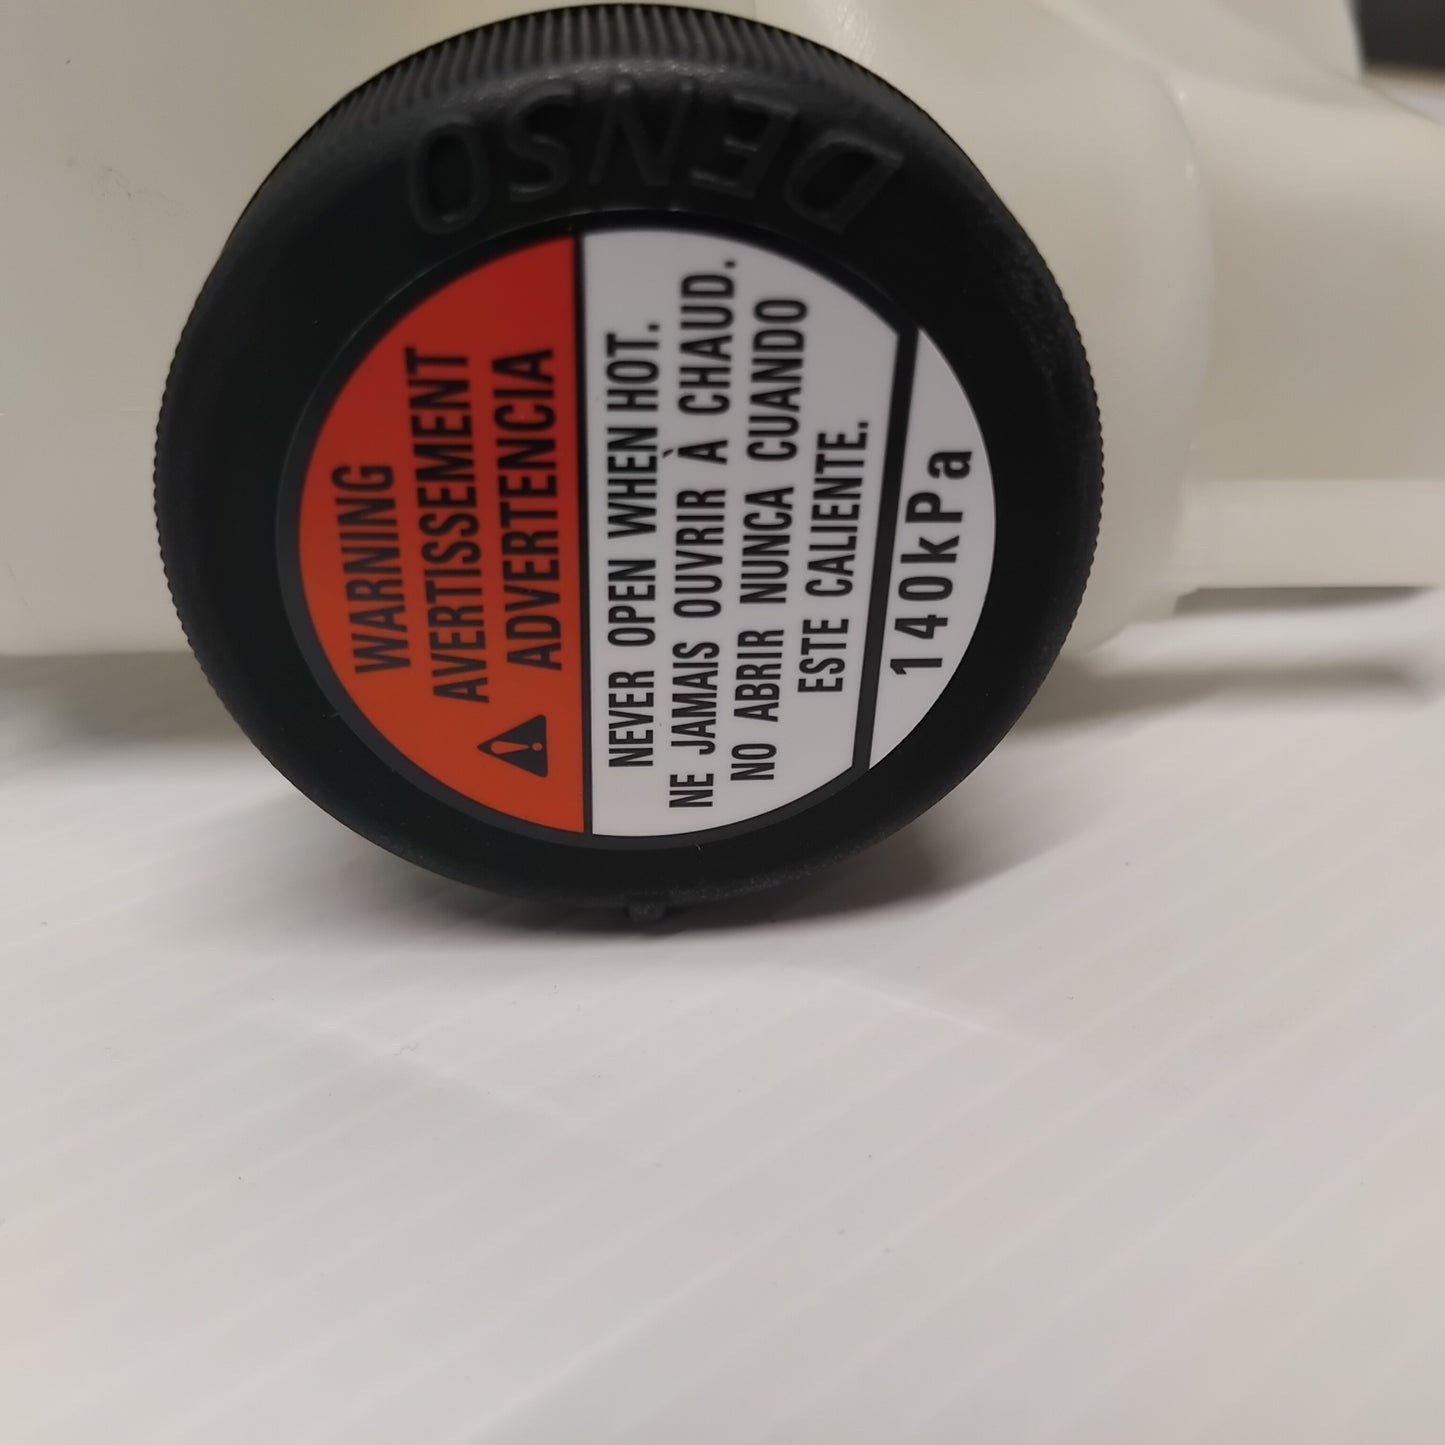 DENSO
WARNING
AVERTISSEMENT
⚠ ADVERTENCIA
NEVER OPEN WHEN HOT.
NE JAMAIS OUVRIR À CHAUD.
NO ABRIR NUNCA CUANDO
ESTE CALIENTE.
140kPa